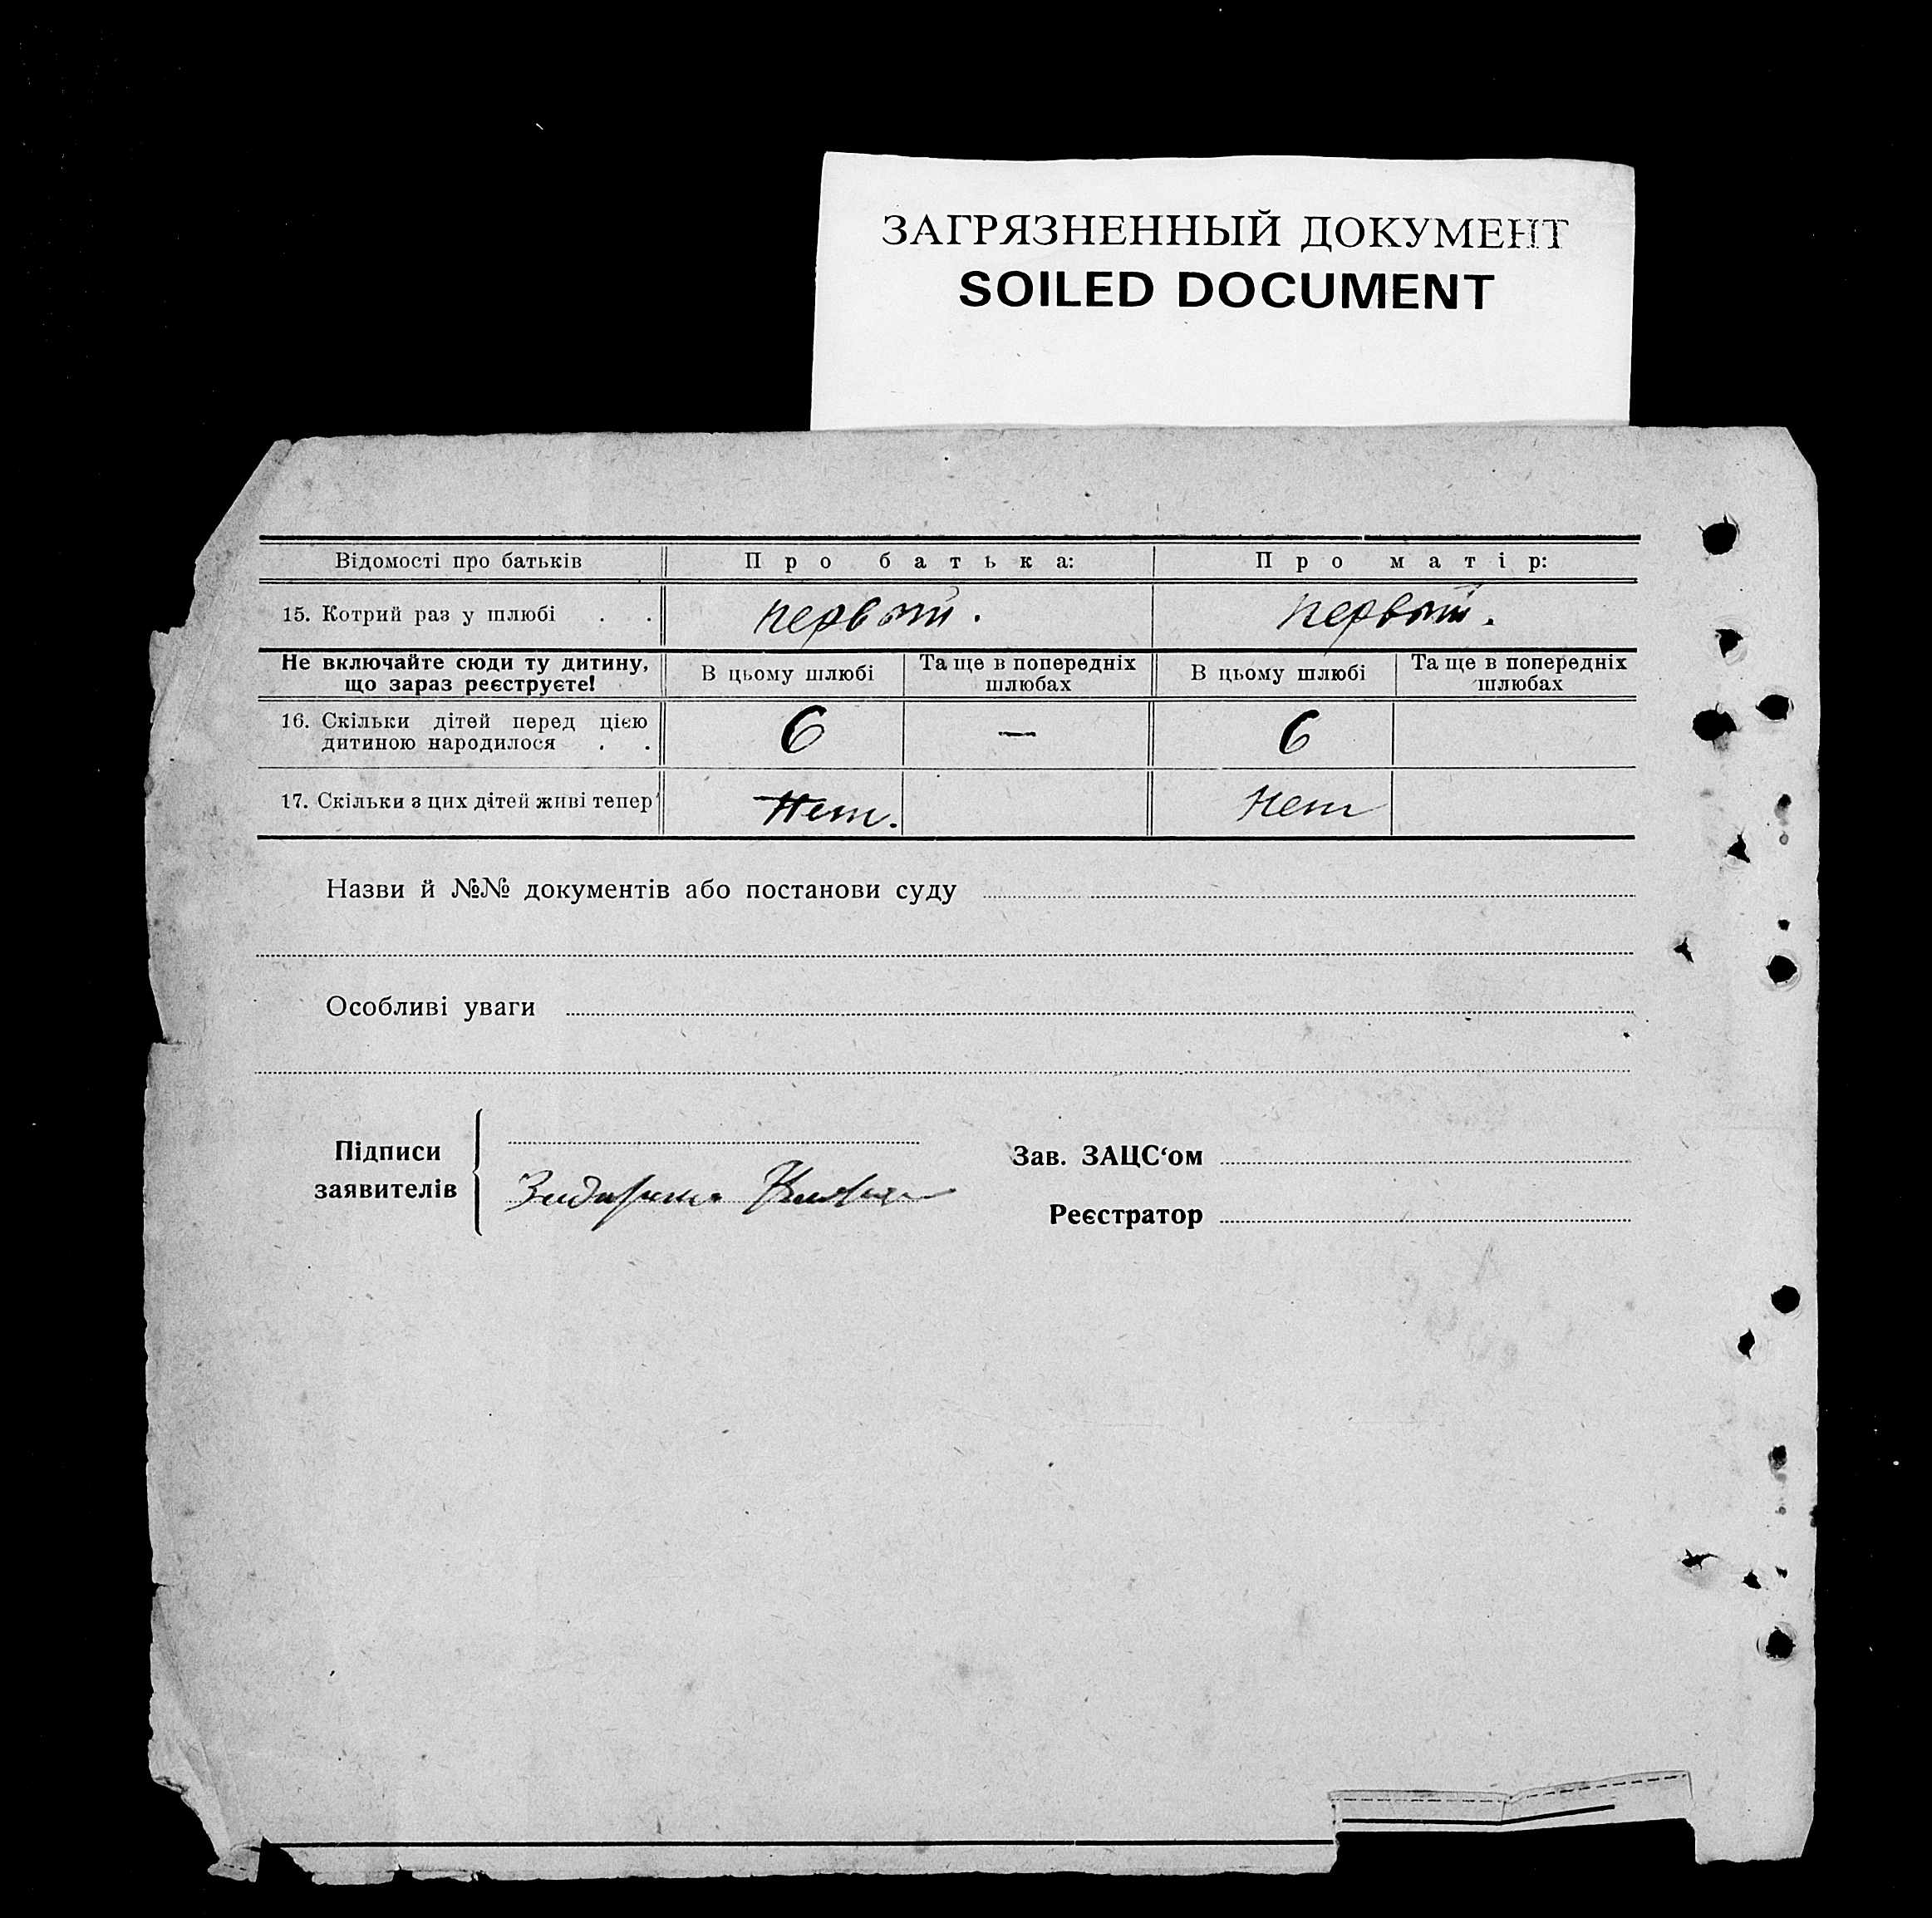 ЗАГРЯЗНЕННЫЙ ДОКУМЕНТ
SOILED DOCUMENT
Відомості про батьків Про батька: Про матір:
15. Котрий раз у шлюбі . . первый. первый.
Не включайте сюди ту дитину, що зараз реєструєте! В цьому шлюбі Та ще в попередніх шлюбах В цьому шлюбі Та ще в попередніх шлюбах
16. Скільки дітей перед цією дитиною народилося . . 6 — 6
17. Скільки з цих дітей живі тепер Нет. Нет
Назви й №№ документів або постанови суду
Особливі уваги
Підписи заявителів
Зав. ЗАЦС‘ом
Реєстратор